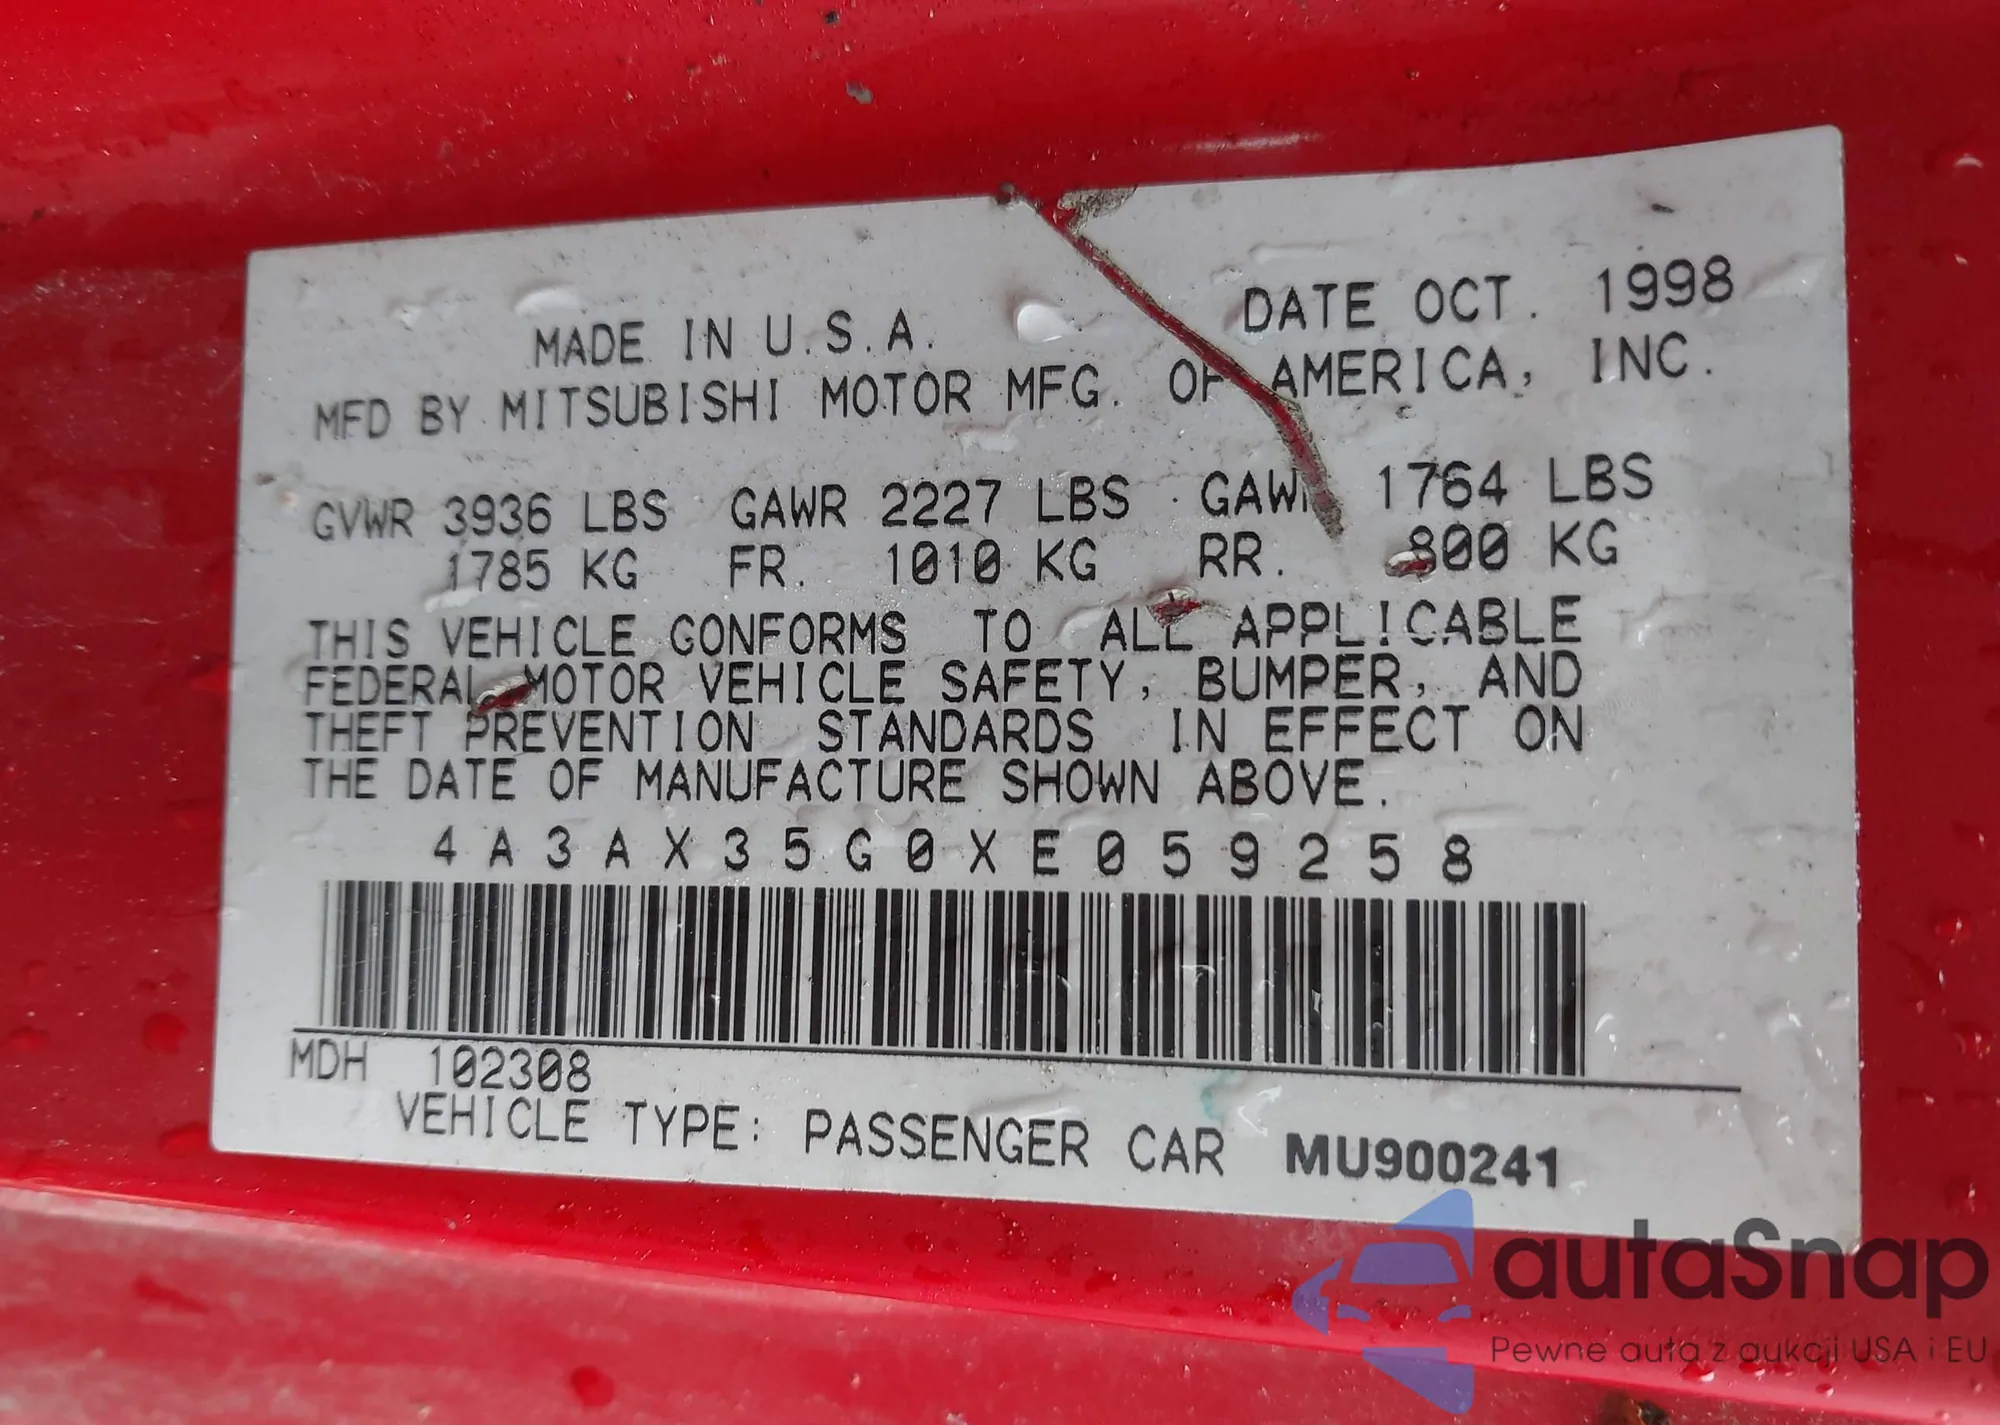 DATE OCT. 1998
MADE IN U.S.A.
MFD BY MITSUBISHI MOTOR MFG. OF AMERICA, INC.
GVWR 3936 LBS GAWR 2227 LBS GAWR 1764 LBS
1785 KG FR. 1010 KG RR. 800 KG
THIS VEHICLE CONFORMS TO ALL APPLICABLE
FEDERAL MOTOR VEHICLE SAFETY, BUMPER, AND
THEFT PREVENTION STANDARDS IN EFFECT ON
THE DATE OF MANUFACTURE SHOWN ABOVE.
4A3AX35G0XE059258
MDH 102308
VEHICLE TYPE: PASSENGER CAR MU900241
autaSnap
Pewne auta z aukcji USA i EU